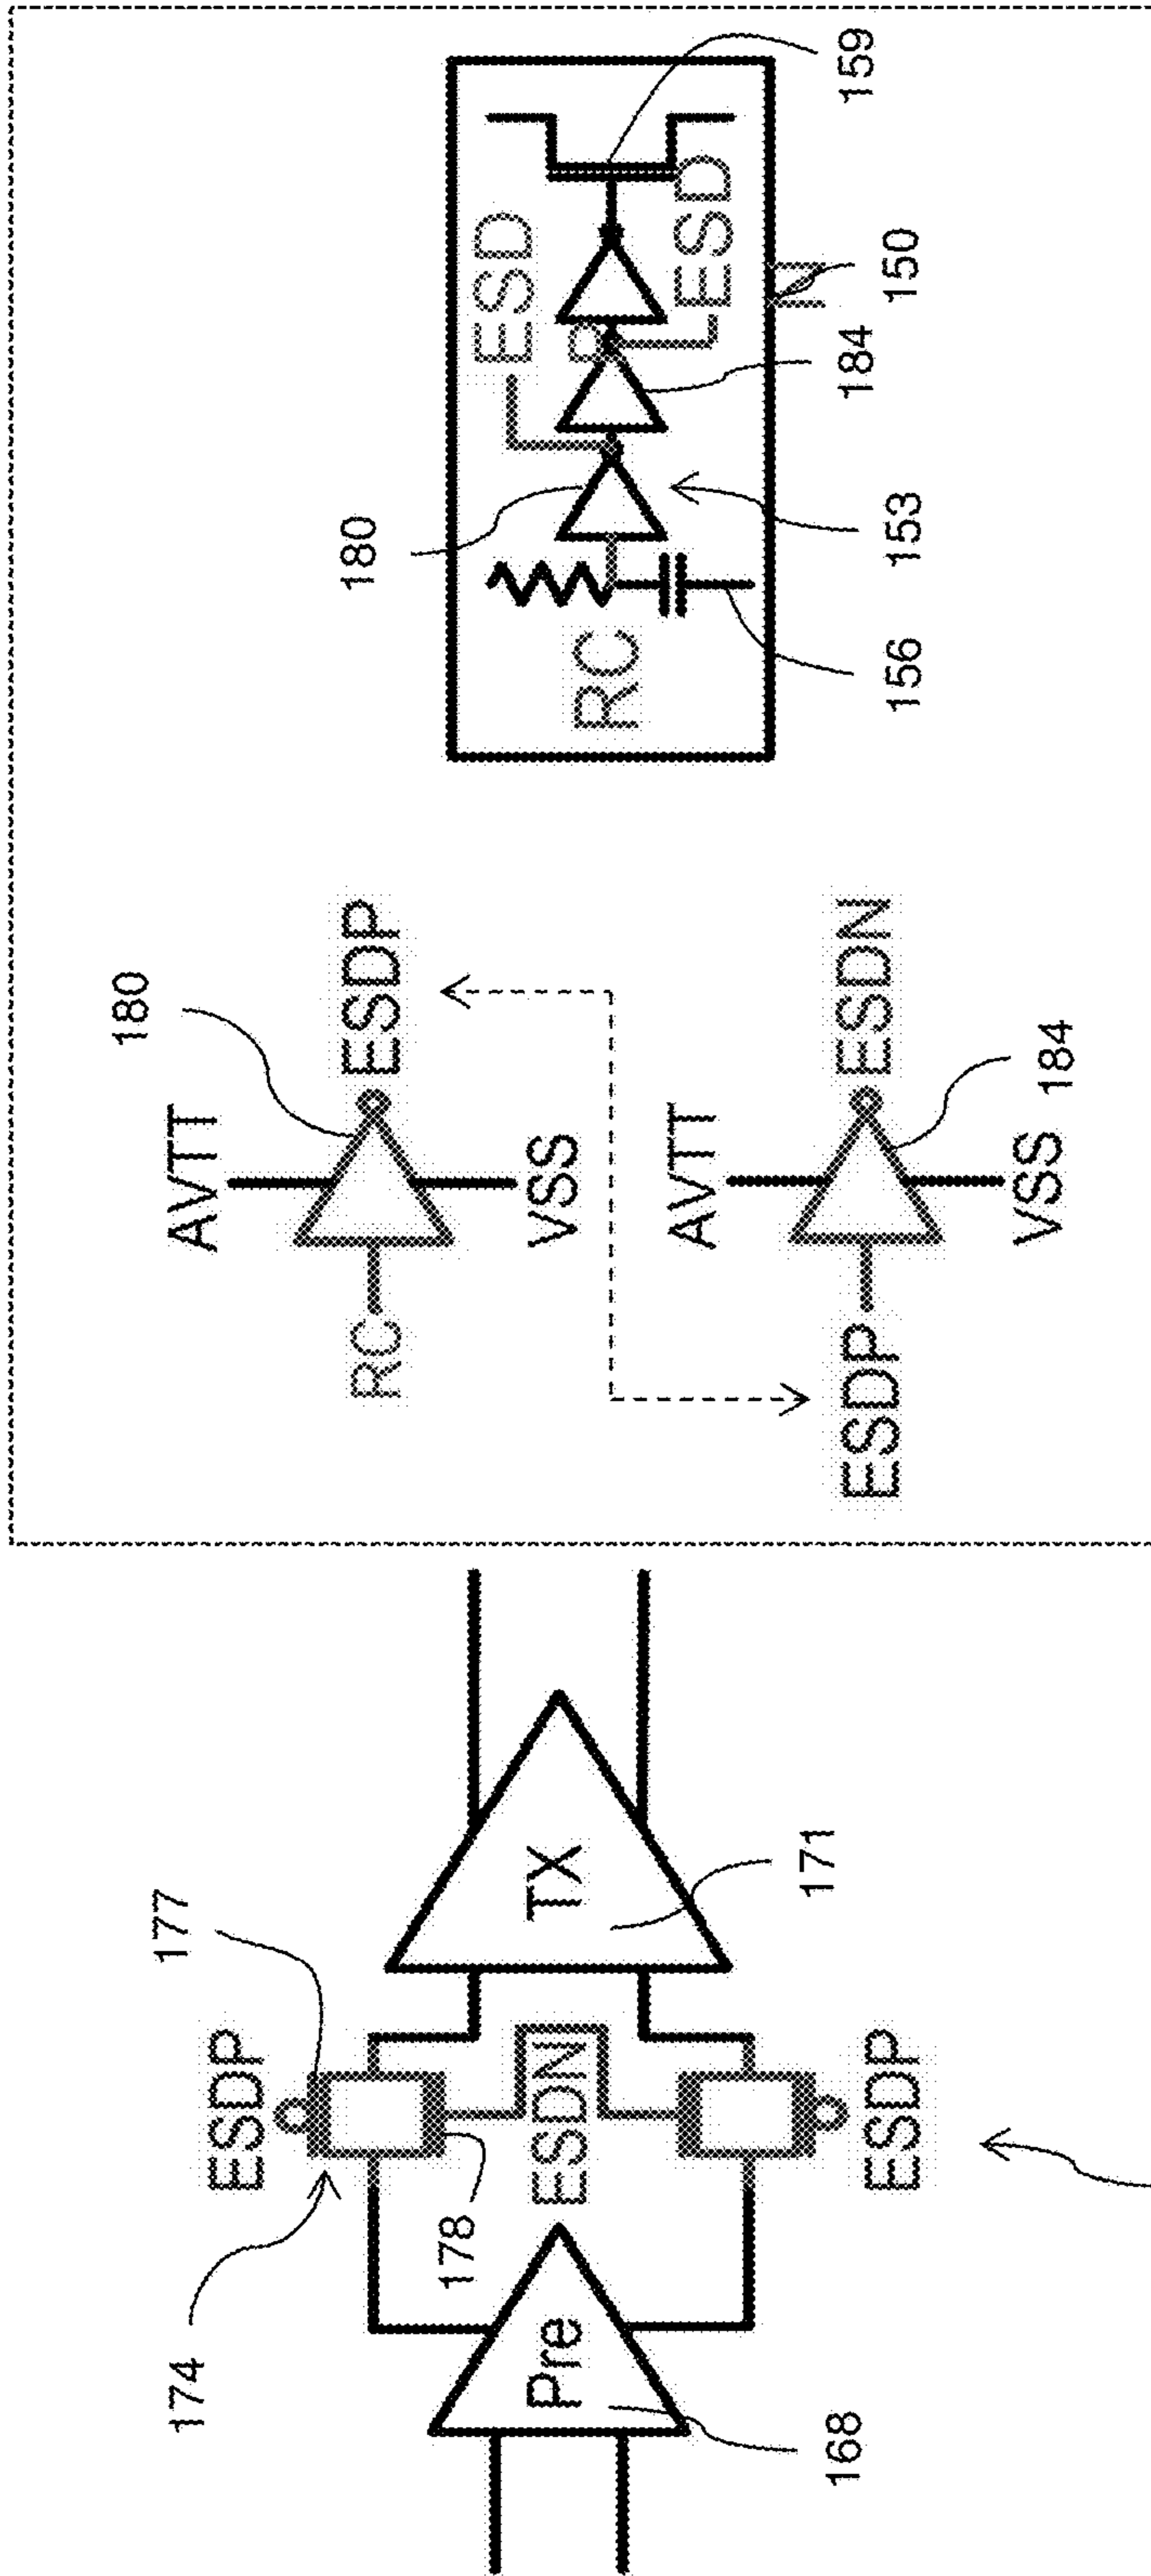 174
ESDP
177
178
ESDN
Pre
TX
168
171
ESDP
180
AVTT
RC
ESDP
VSS
AVTT
ESDP
ESDN
VSS
184
180
ESD
RC
ESD
N
156
153
184
150
159